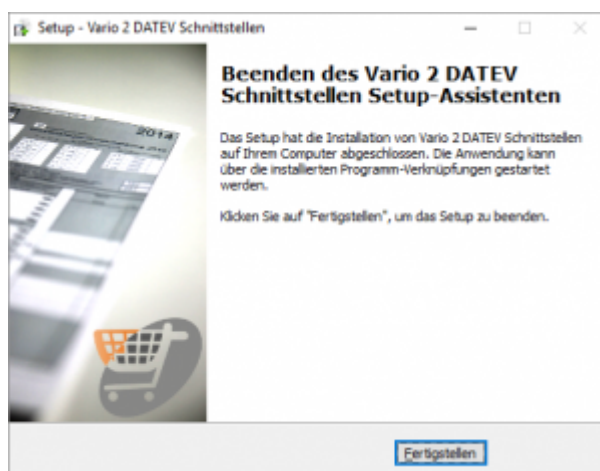 Setup - Vario 2 DATEV Schnittstellen
Beenden des Vario 2 DATEV
Schnittstellen Setup-Assistenten
Das Setup hat die Installation von Vario 2 DATEV Schnittstellen
auf Ihrem Computer abgeschlossen. Die Anwendung kann
über die installierten Programm-Verknüpfungen gestartet
werden.
Klicken Sie auf "Fertigstellen", um das Setup zu beenden.
2014
Fertigstellen